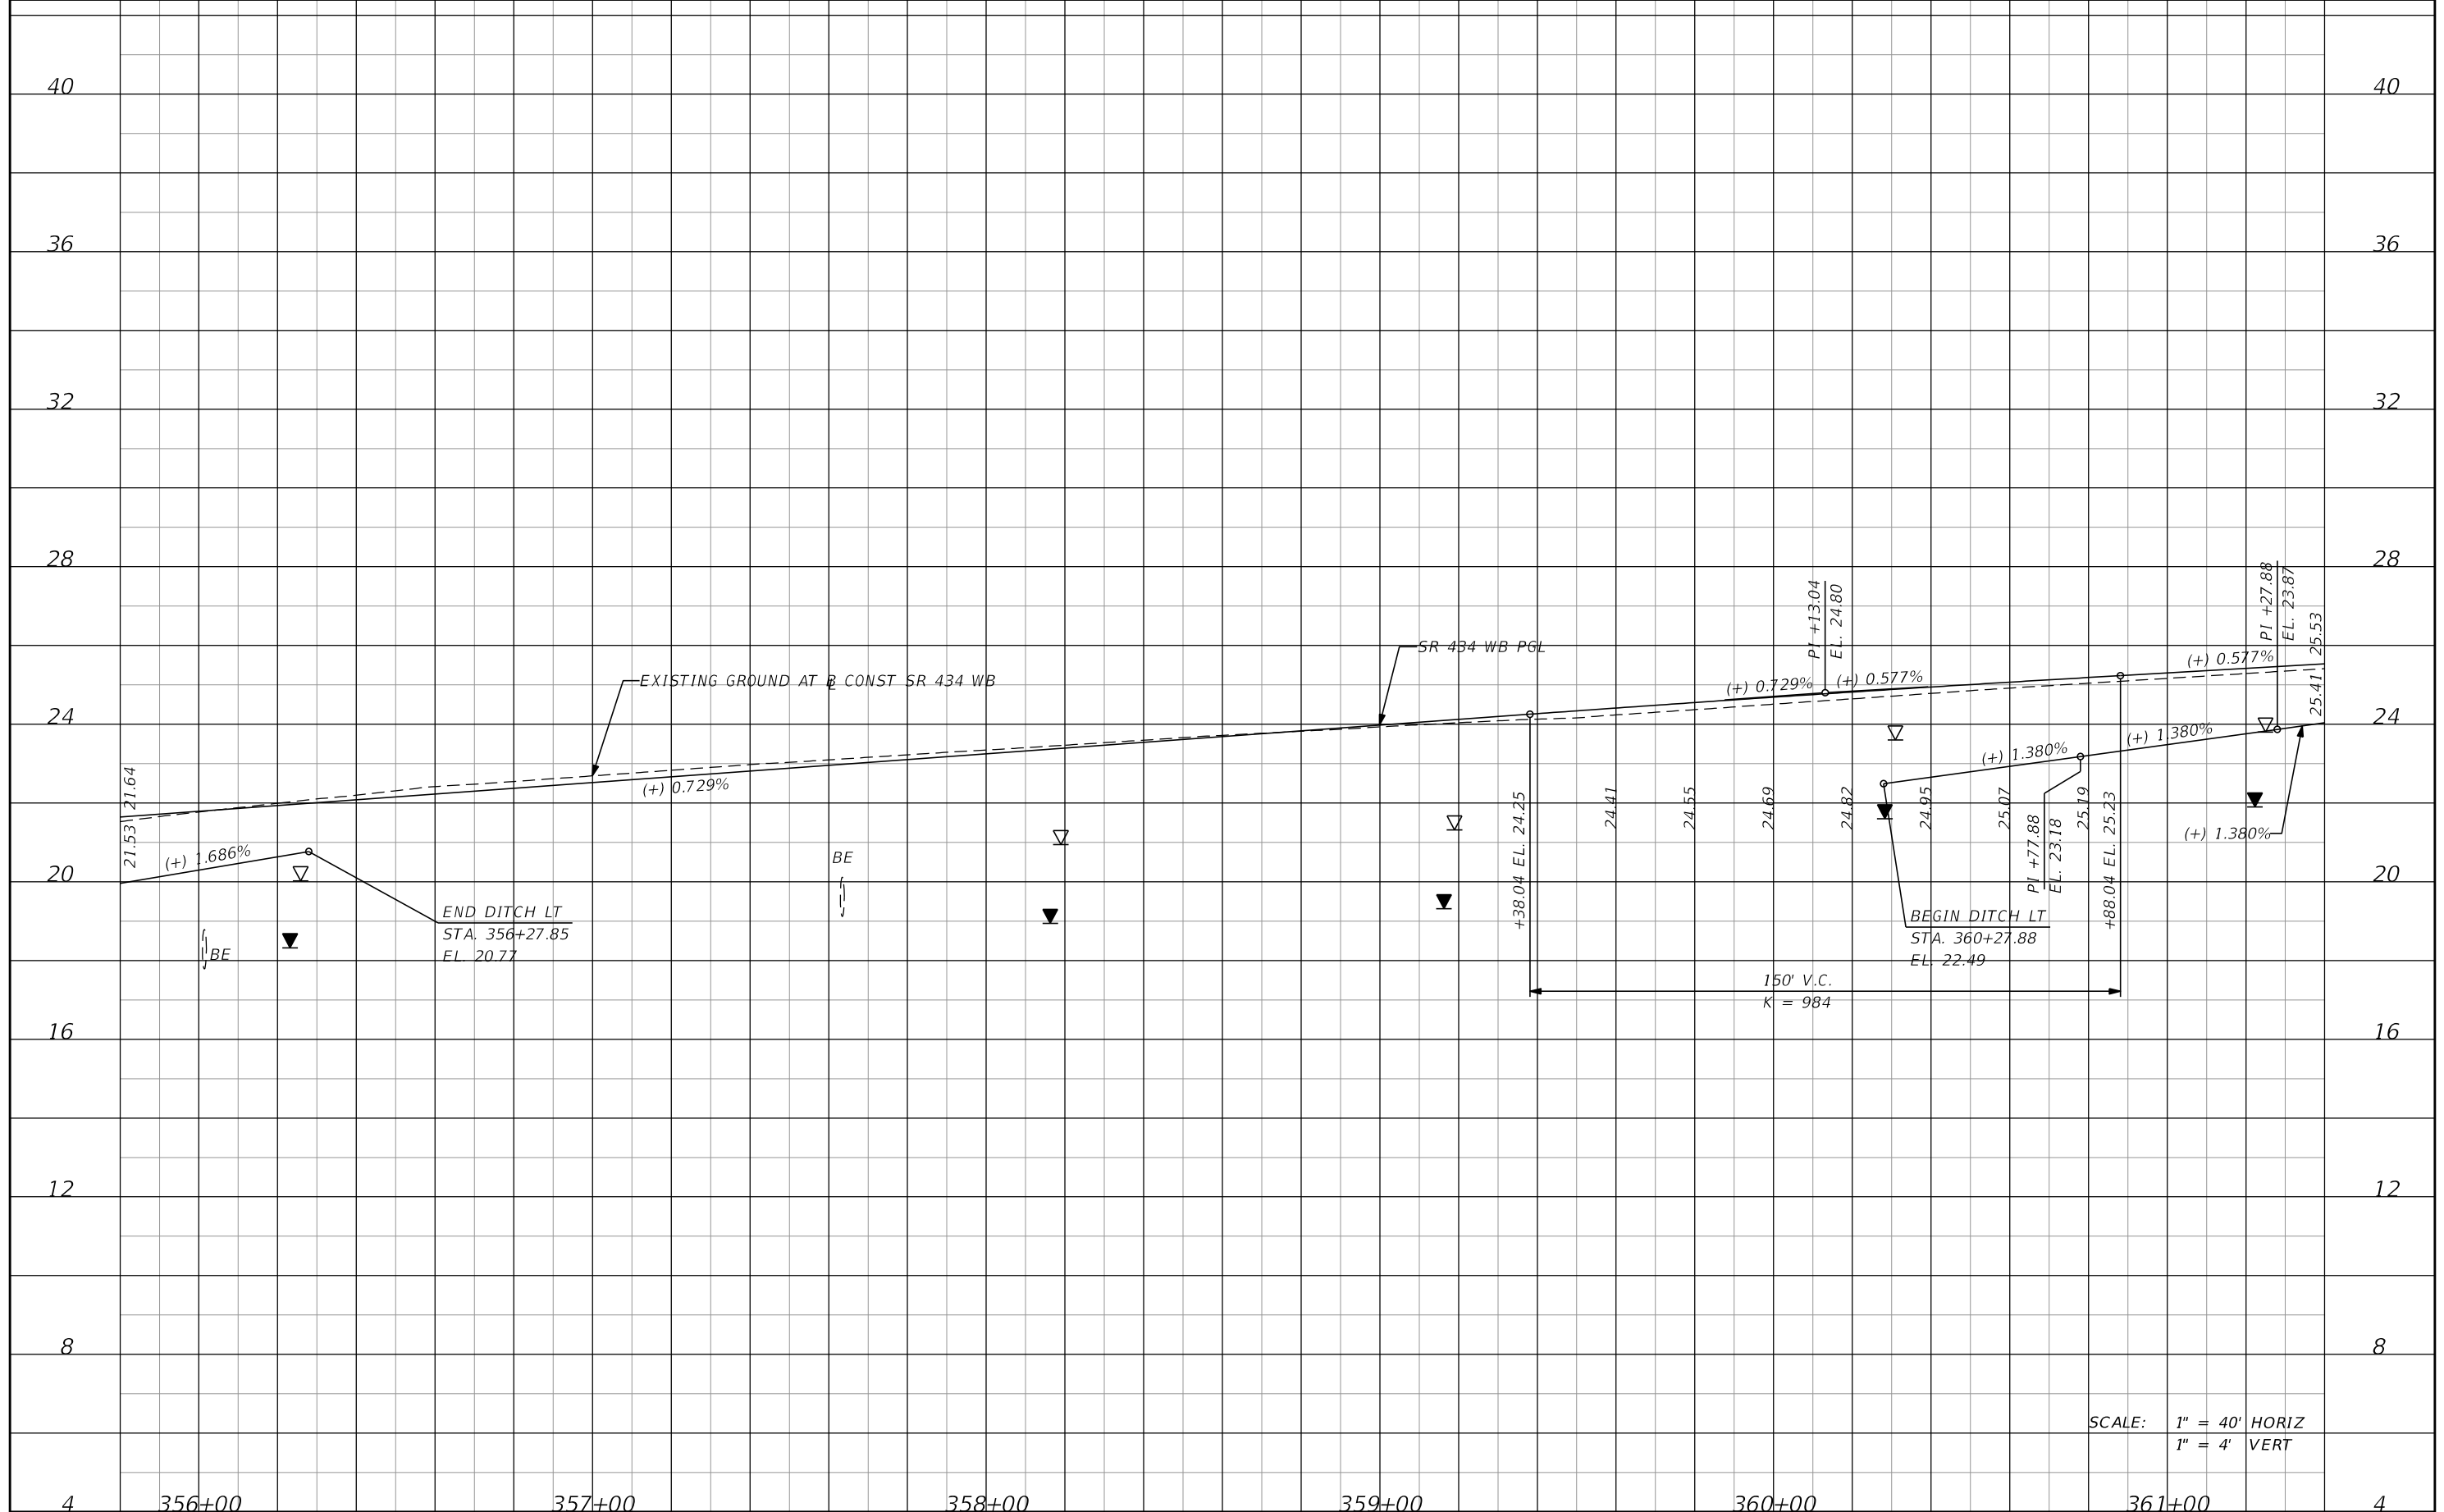 40
40
36
36
32
32
28
28
24
24
20
20
16
16
12
12
8
8
4
4
356+00
357+00
358+00
359+00
360+00
361+00
21.64
21.53
(+) 1.686%
END DITCH LT
STA. 356+27.85
EL. 20.77
BE
BE
EXISTING GROUND AT BL CONST SR 434 WB
(+) 0.729%
SR 434 WB PGL
+38.04 EL. 24.25
24.41
24.55
24.69
24.82
24.95
25.07
25.19
+88.04 EL. 25.23
(+) 0.729%
PI +13.04
EL. 24.80
(+) 0.577%
150' V.C.
K = 984
BEGIN DITCH LT
STA. 360+27.88
EL. 22.49
(+) 1.380%
PI +77.88
EL. 23.18
(+) 1.380%
(+) 0.577%
PI +27.88
EL. 23.87
25.53
25.41
(+) 1.380%
SCALE: 1" = 40' HORIZ
1" = 4' VERT